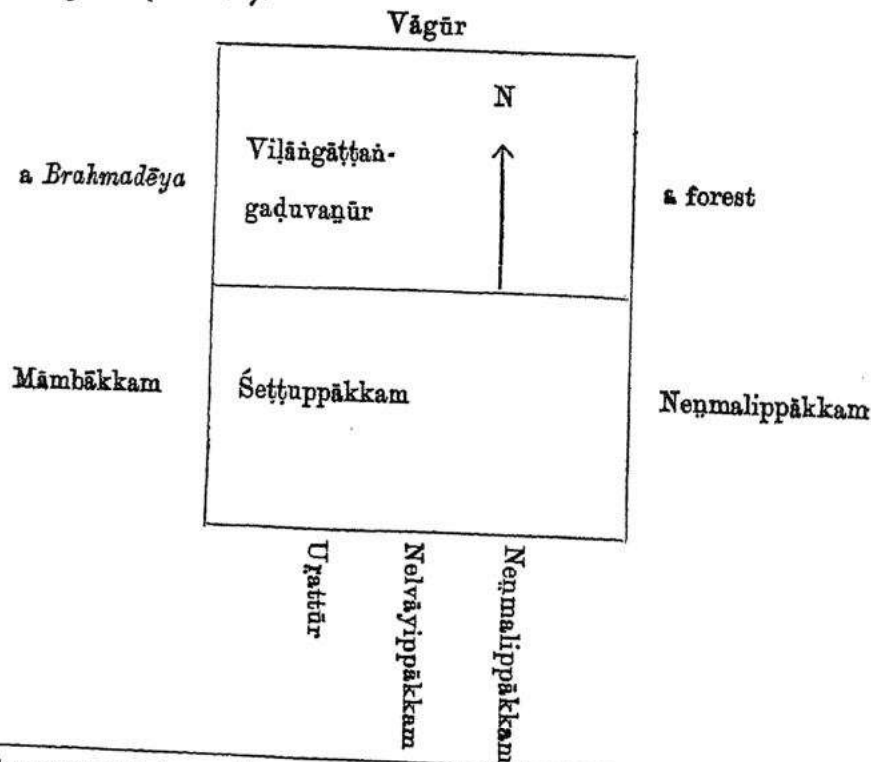 Vāgūr
N
a Brahmadēya
Viḷāṅgāṭṭaṅ-
gaḍuvaṉūr
a forest
Māmbākkam
Śeṭṭuppākkam
Neṉmalippākkam
Uṟattūr
Nelvāyippākkam
Neṉmalippākkam